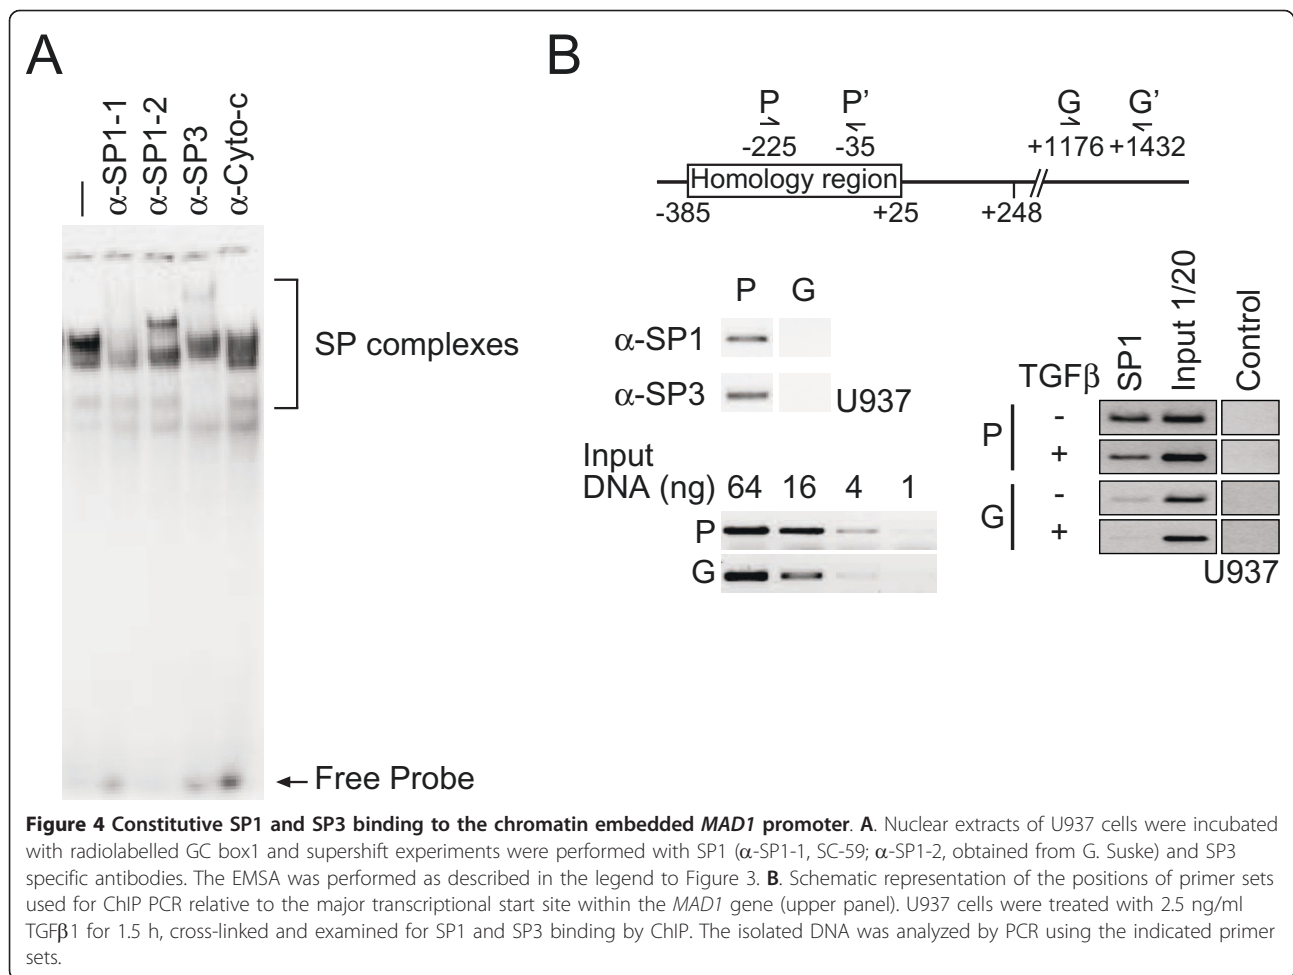 A
B
—
α-SP1-1
α-SP1-2
α-SP3
α-Cyto-c
SP complexes
Free Probe
P P' G G'
-225 -35 +1176 +1432
Homology region
-385 +25 +248
P G
α-SP1
α-SP3
U937
Input
DNA (ng) 64 16 4 1
P
G
TGFβ SP1 Input 1/20 Control
P - 
+
G -
+
U937
Figure 4 Constitutive SP1 and SP3 binding to the chromatin embedded MAD1 promoter. A. Nuclear extracts of U937 cells were incubated
with radiolabelled GC box1 and supershift experiments were performed with SP1 (α-SP1-1, SC-59; α-SP1-2, obtained from G. Suske) and SP3
specific antibodies. The EMSA was performed as described in the legend to Figure 3. B. Schematic representation of the positions of primer sets
used for ChIP PCR relative to the major transcriptional start site within the MAD1 gene (upper panel). U937 cells were treated with 2.5 ng/ml
TGFβ1 for 1.5 h, cross-linked and examined for SP1 and SP3 binding by ChIP. The isolated DNA was analyzed by PCR using the indicated primer
sets.